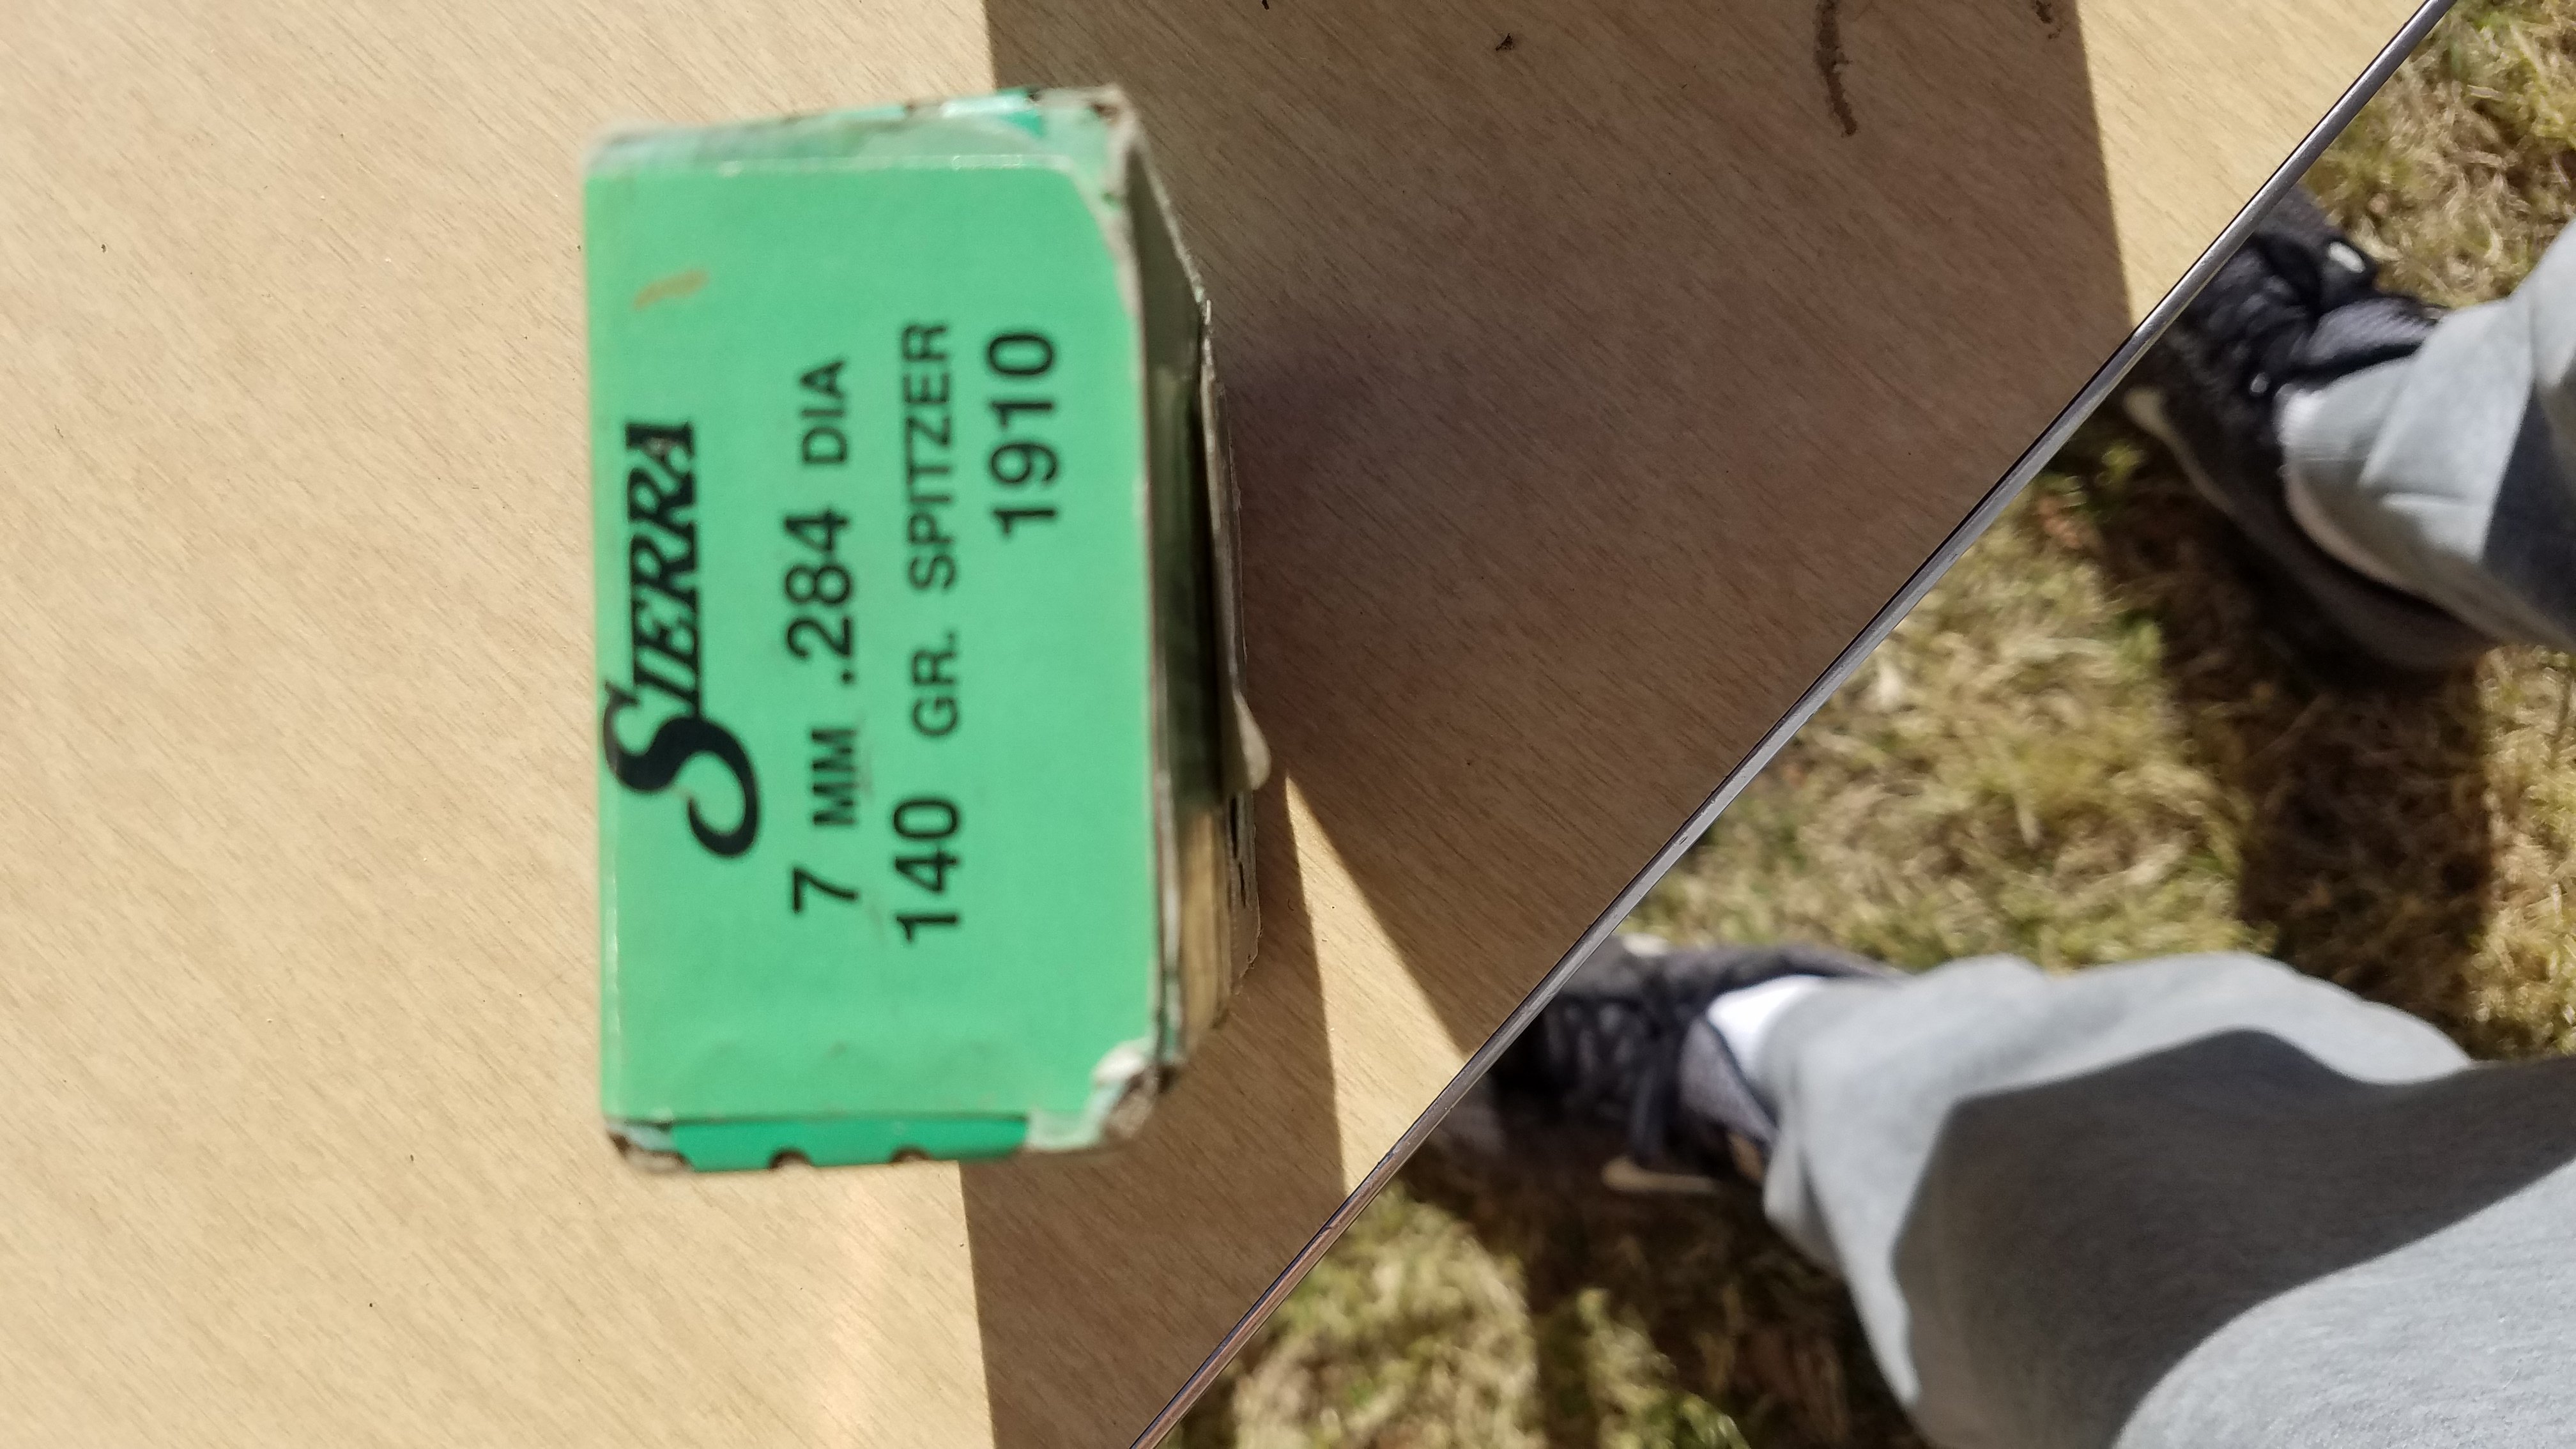 SIERRA
7 MM .284 DIA
140 GR. SPITZER
1910